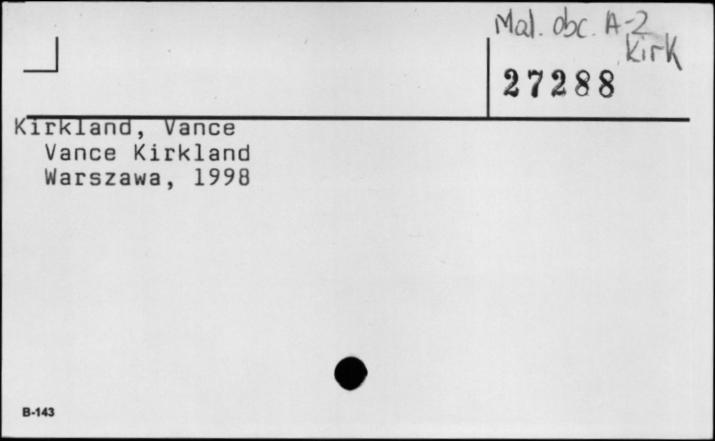 Mal. obc. A-2
Kirk
27288
Kirkland, Vance
Vance Kirkland
Warszawa, 1998
B-143